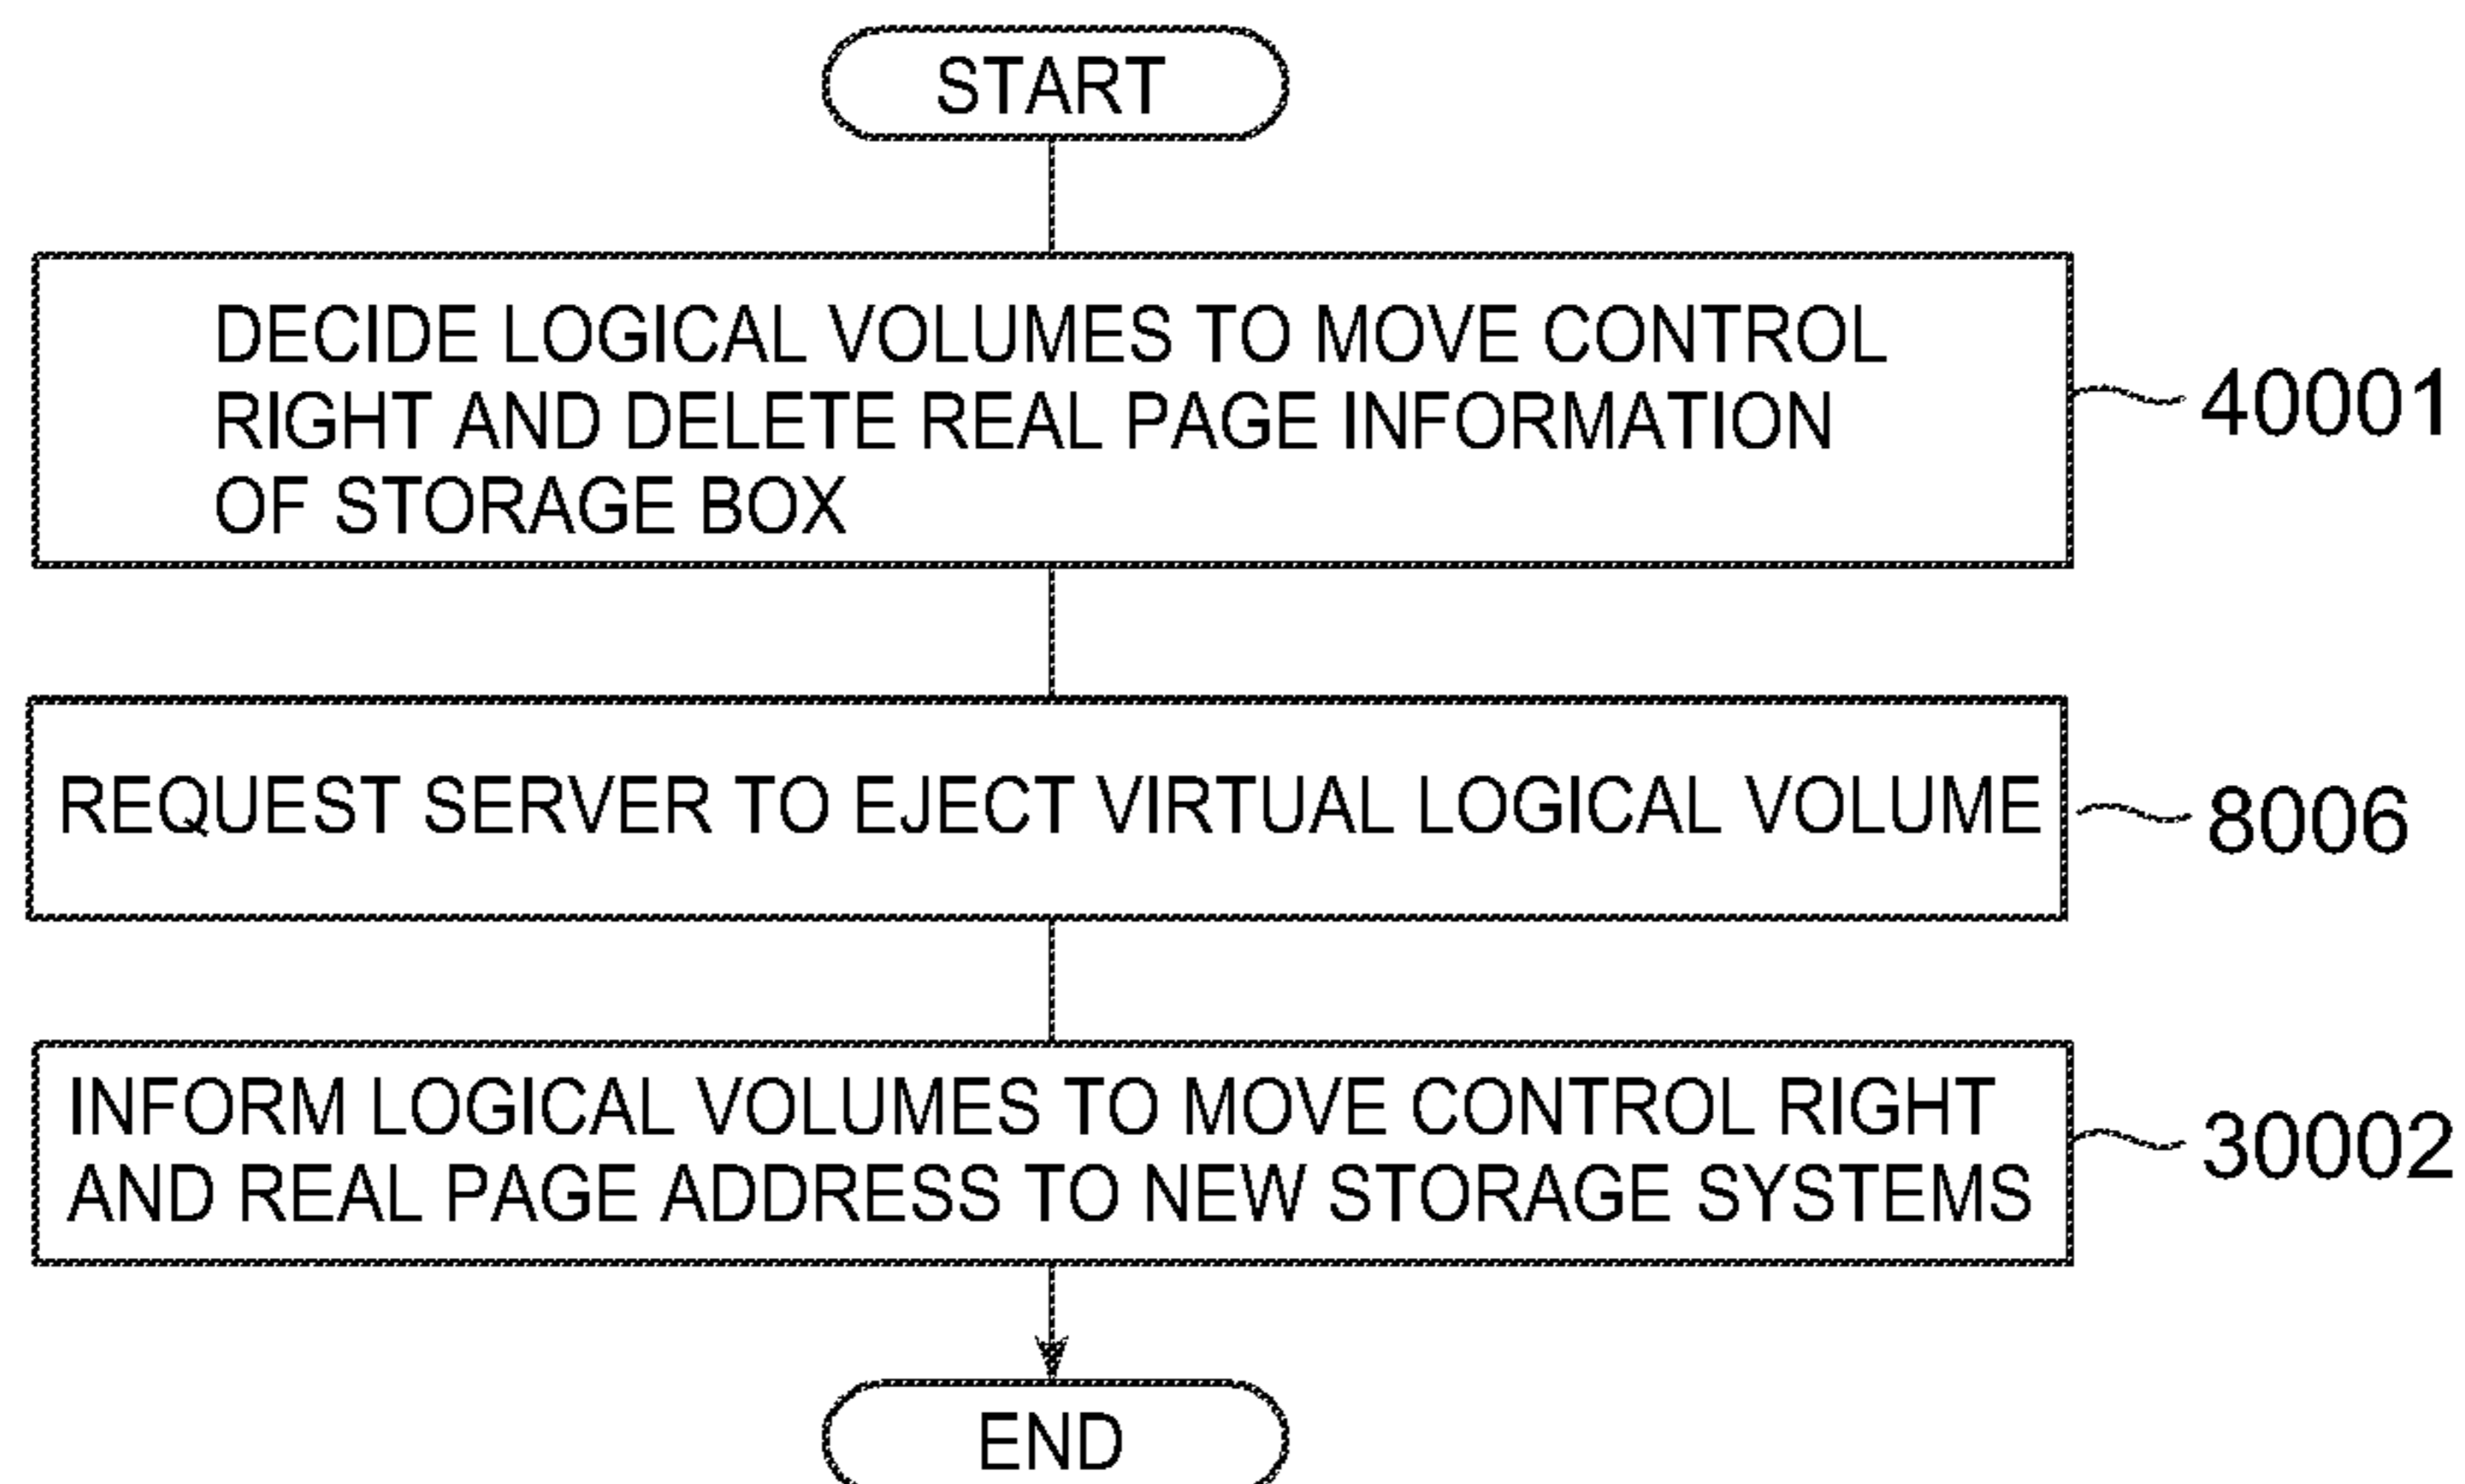 START
DECIDE LOGICAL VOLUMES TO MOVE CONTROL
RIGHT AND DELETE REAL PAGE INFORMATION
OF STORAGE BOX
40001
REQUEST SERVER TO EJECT VIRTUAL LOGICAL VOLUME
8006
INFORM LOGICAL VOLUMES TO MOVE CONTROL RIGHT
AND REAL PAGE ADDRESS TO NEW STORAGE SYSTEMS
30002
END